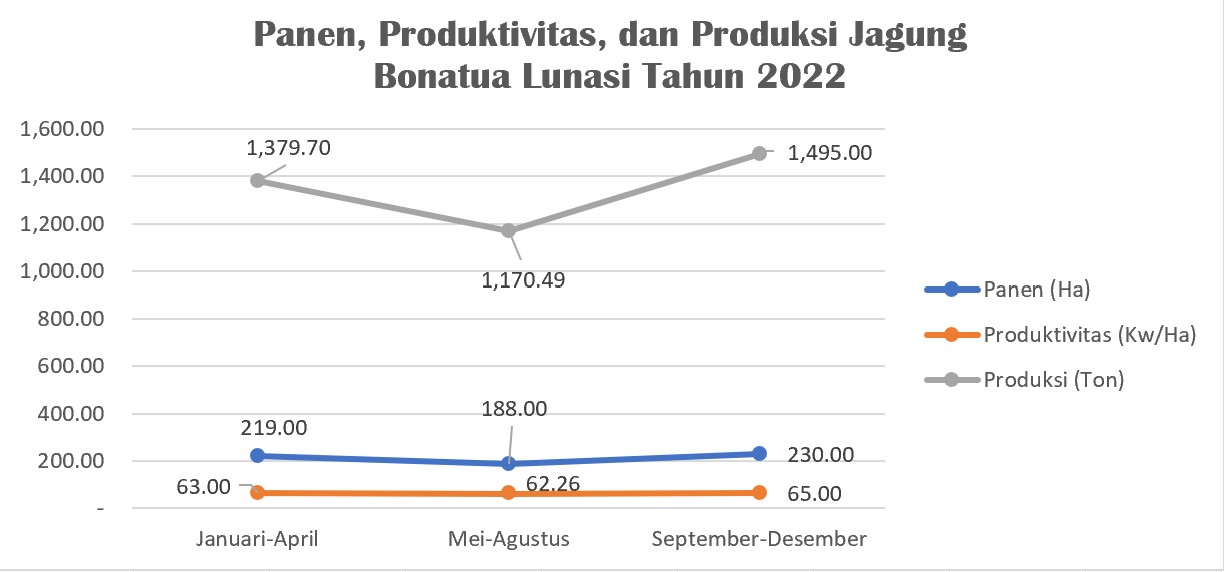 Panen, Produktivitas, dan Produksi Jagung
Bonatua Lunasi Tahun 2022
1,600.00
1,400.00
1,200.00
1,000.00
800.00
600.00
400.00
200.00
-
1,379.70
1,170.49
1,495.00
219.00
188.00
230.00
63.00
62.26
65.00
Januari-April
Mei-Agustus
September-Desember
Panen (Ha)
Produktivitas (Kw/Ha)
Produksi (Ton)